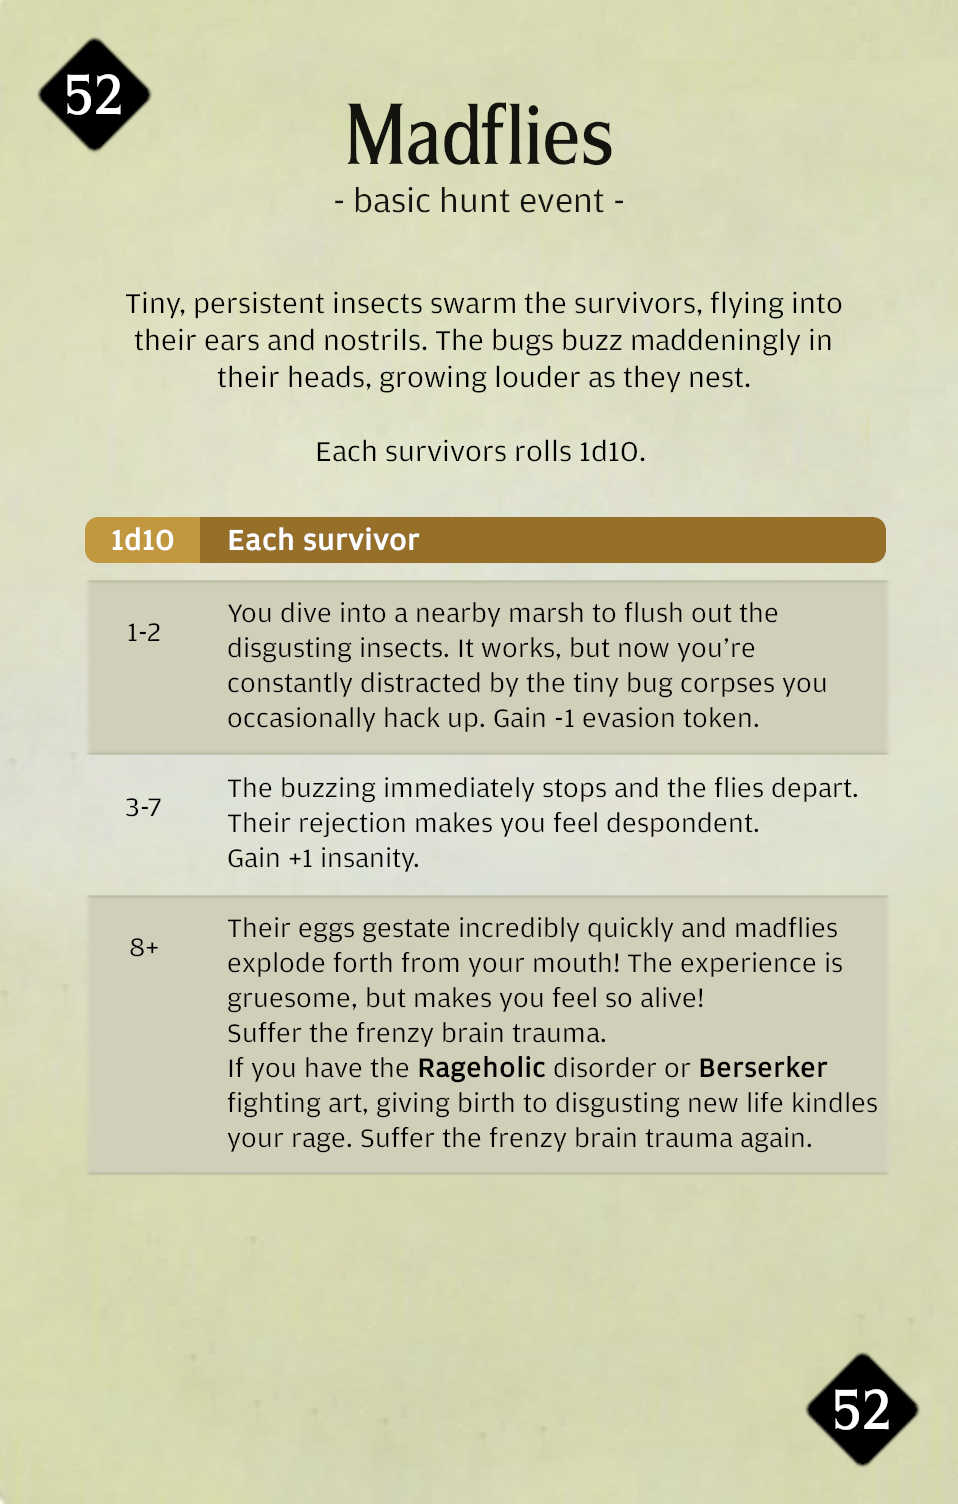 52
Madflies
- basic hunt event -
Tiny, persistent insects swarm the survivors, flying into
their ears and nostrils. The bugs buzz maddeningly in
their heads, growing louder as they nest.
Each survivors rolls 1d10.
1d10 Each survivor
1-2
You dive into a nearby marsh to flush out the
disgusting insects. It works, but now you’re
constantly distracted by the tiny bug corpses you
occasionally hack up. Gain -1 evasion token.
3-7
The buzzing immediately stops and the flies depart.
Their rejection makes you feel despondent.
Gain +1 insanity.
8+
Their eggs gestate incredibly quickly and madflies
explode forth from your mouth! The experience is
gruesome, but makes you feel so alive!
Suffer the frenzy brain trauma.
If you have the Rageholic disorder or Berserker
fighting art, giving birth to disgusting new life kindles
your rage. Suffer the frenzy brain trauma again.
52